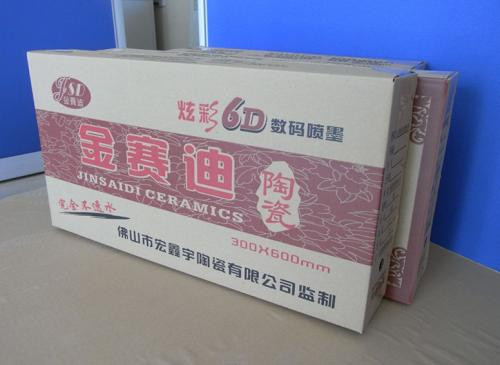 JSD
金赛迪
炫彩6D数码喷墨
金赛迪
陶瓷
JINSAIDI CERAMICS
完全不透水
300X600mm
佛山市宏鑫宇陶瓷有限公司监制